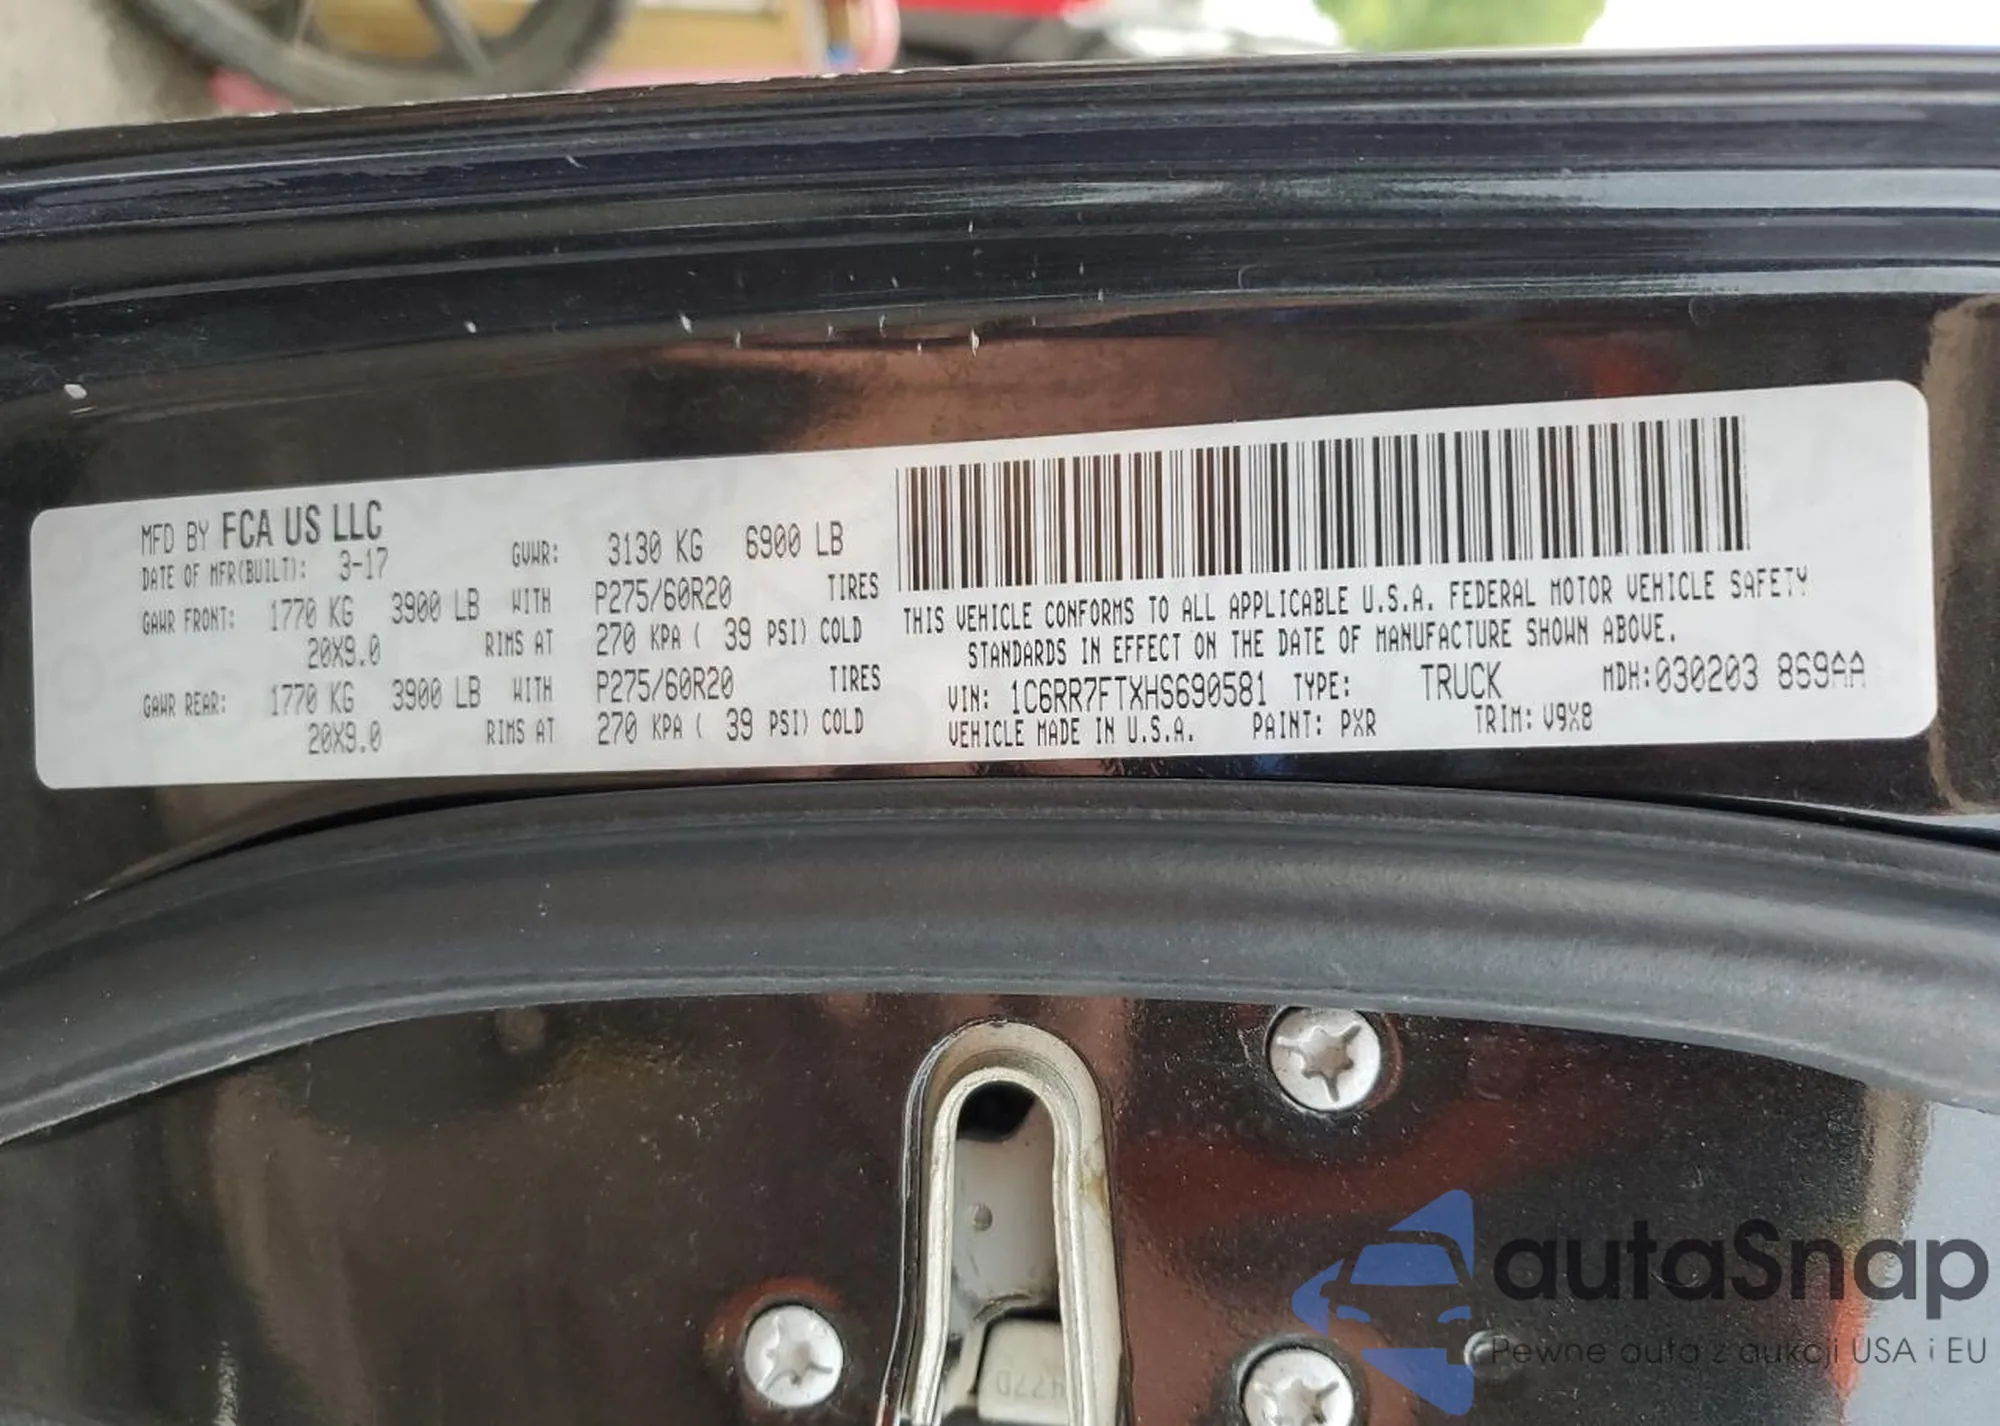 MFD BY FCA US LLC
DATE OF MFR(BUILT): 3-17 GVWR: 3130 KG 6900 LB
GAWR FRONT: 1770 KG 3900 LB WITH P275/60R20 TIRES
20X9.0 RIMS AT 270 KPA ( 39 PSI) COLD
GAWR REAR: 1770 KG 3900 LB WITH P275/60R20 TIRES
20X9.0 RIMS AT 270 KPA ( 39 PSI) COLD
THIS VEHICLE CONFORMS TO ALL APPLICABLE U.S.A. FEDERAL MOTOR VEHICLE SAFETY
STANDARDS IN EFFECT ON THE DATE OF MANUFACTURE SHOWN ABOVE.
VIN: 1C6RR7FTXHS690581 TYPE: TRUCK MDH:030203 869AA
VEHICLE MADE IN U.S.A. PAINT: PXR TRIM: V9X8
autaSnap
Pewne auta z aukcji USA i EU